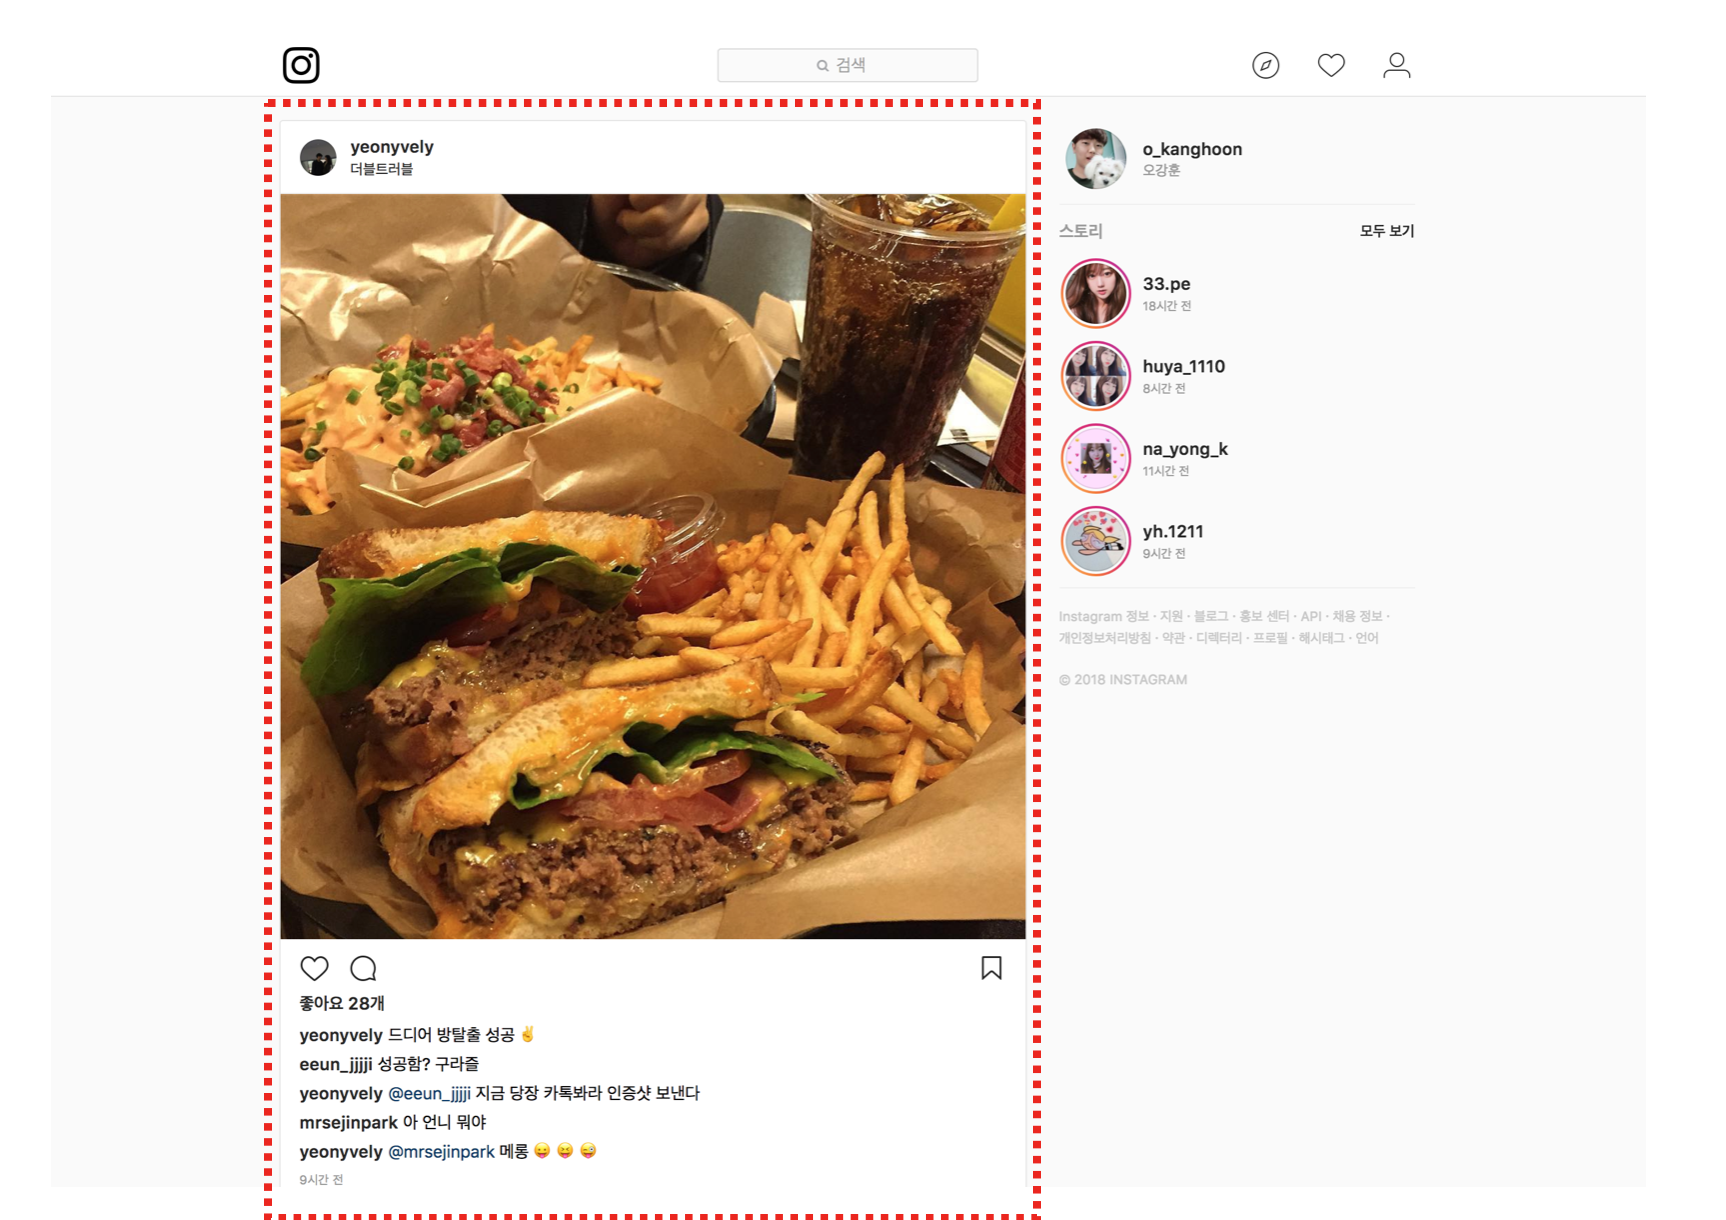 검색
yeonyvely
더블트러블
좋아요 28개
yeonyvely 드디어 방탈출 성공 ✌
eeun_jjjji 성공함? 구라즐
yeonyvely @eeun_jjjji 지금 당장 카톡봐라 인증샷 보낸다
mrsejinpark 아 언니 뭐야
yeonyvely @mrsejinpark 메롱 😛 😝 😜
9시간 전
o_kanghoon
오강훈
스토리 모두 보기
33.pe
18시간 전
huya_1110
8시간 전
na_yong_k
11시간 전
yh.1211
9시간 전
Instagram 정보 · 지원 · 블로그 · 홍보 센터 · API · 채용 정보 ·
개인정보처리방침 · 약관 · 디렉터리 · 프로필 · 해시태그 · 언어
© 2018 INSTAGRAM